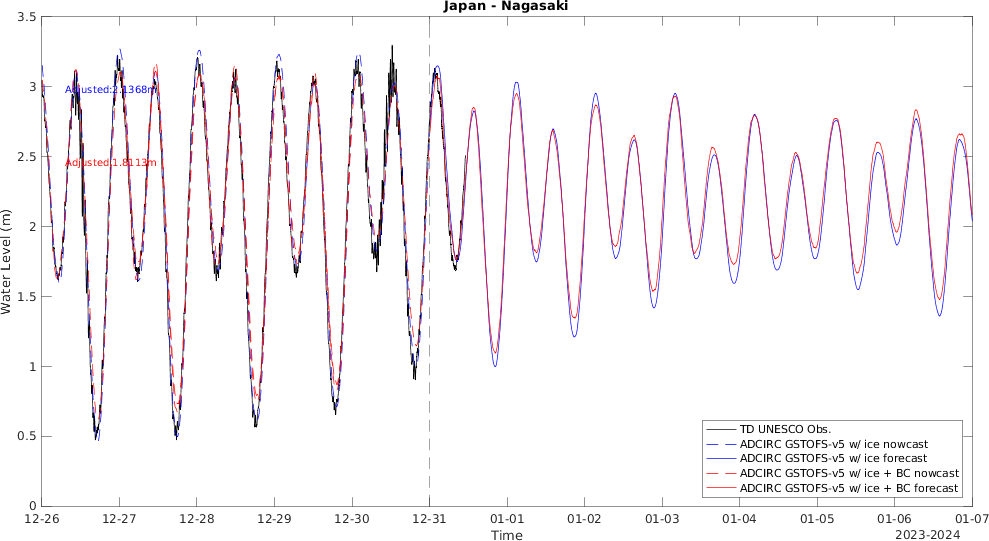 Japan - Nagasaki
Water Level (m)
3.5
3
2.5
2
1.5
1
0.5
0
Adjusted:2.1368m
Adjusted:1.8113m
TD UNESCO Obs.
ADCIRC GSTOFS-v5 w/ ice nowcast
ADCIRC GSTOFS-v5 w/ ice forecast
ADCIRC GSTOFS-v5 w/ ice + BC nowcast
ADCIRC GSTOFS-v5 w/ ice + BC forecast
12-26 12-27 12-28 12-29 12-30 12-31 01-01 01-02 01-03 01-04 01-05 01-06 01-07
Time
2023-2024